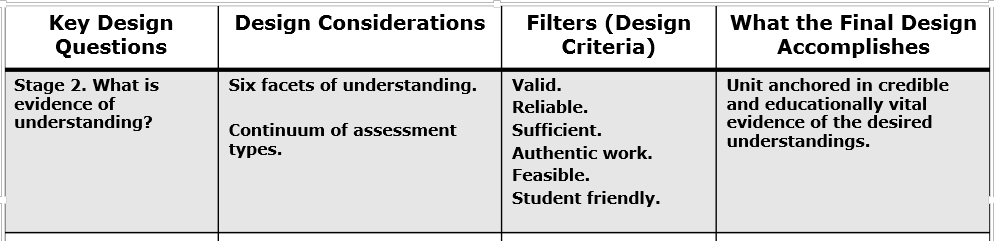 Key Design
Questions
Design Considerations
Filters (Design
Criteria)
What the Final Design
Accomplishes
Stage 2. What is
evidence of
understanding?
Six facets of understanding.
Continuum of assessment
types.
Valid.
Reliable.
Sufficient.
Authentic work.
Feasible.
Student friendly.
Unit anchored in credible
and educationally vital
evidence of the desired
understandings.